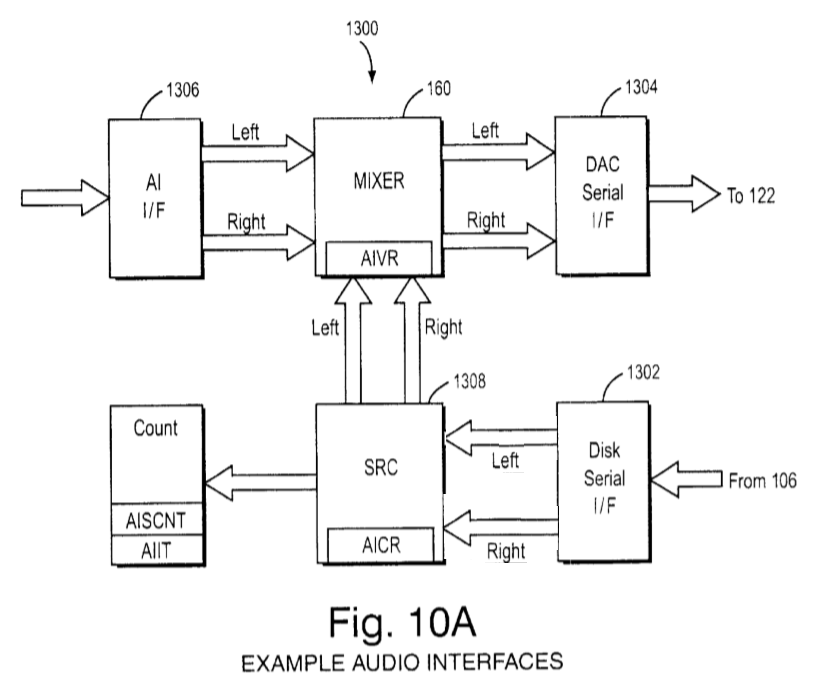 1300
1306
160
1304
AI
I/F
Left
Right
MIXER
AIVR
Left
Right
DAC
Serial
I/F
To 122
Left
Right
1308
1302
Count
AISCNT
AIIT
SRC
AICR
Left
Right
Disk
Serial
I/F
From 106
Fig. 10A
EXAMPLE AUDIO INTERFACES